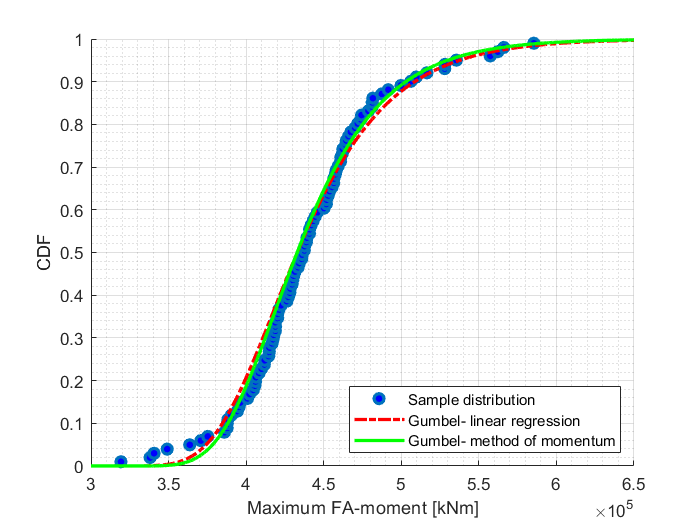 1
0.9
0.8
0.7
0.6
0.5
0.4
0.3
0.2
0.1
0
CDF
Sample distribution
Gumbel- linear regression
Gumbel- method of momentum
3 3.5 4 4.5 5 5.5 6 6.5
Maximum FA-moment [kNm]
×10⁵